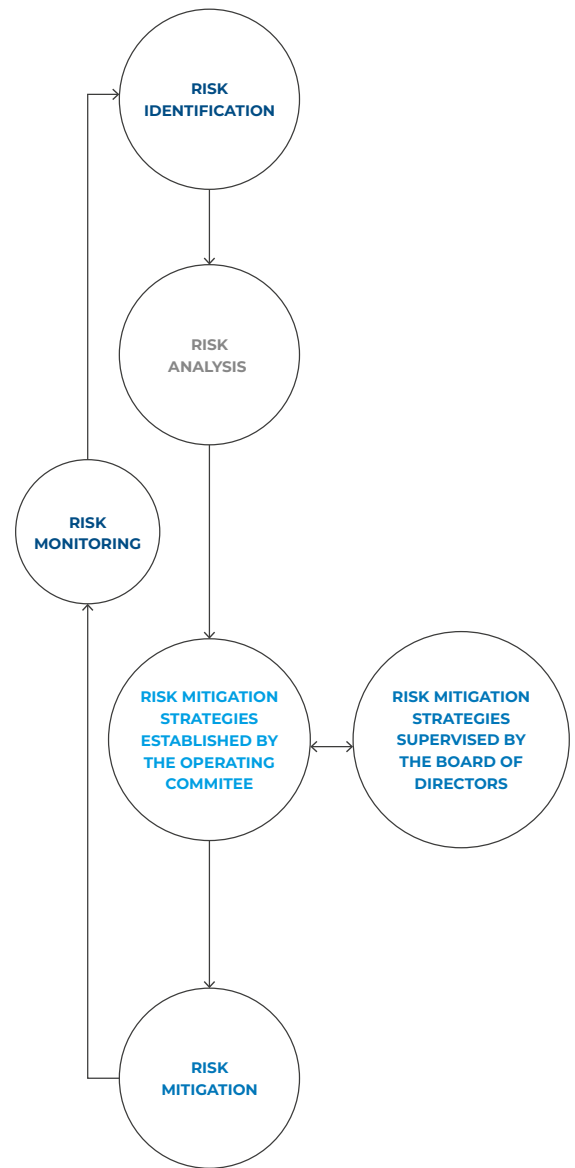 RISK
IDENTIFICATION
RISK
ANALYSIS
RISK
MONITORING
RISK MITIGATION
STRATEGIES
ESTABLISHED BY
THE OPERATING
COMMITEE
RISK MITIGATION
STRATEGIES
SUPERVISED BY
THE BOARD OF
DIRECTORS
RISK
MITIGATION